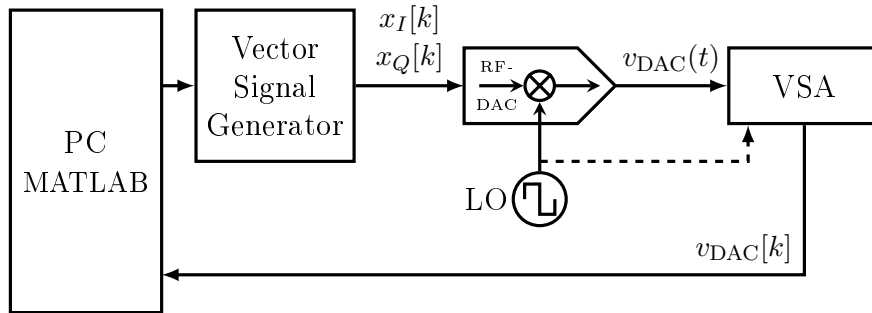 PC
MATLAB
Vector
Signal
Generator
x_I[k]
x_Q[k]
RF-
DAC
v_DAC(t)
VSA
LO
v_DAC[k]